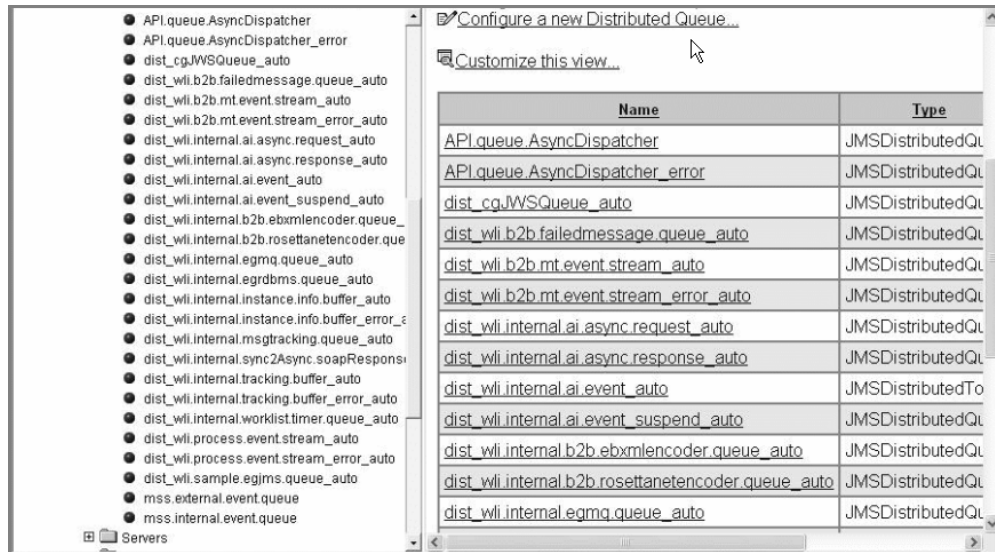 API.queue.AsyncDispatcher
API.queue.AsyncDispatcher_error
dist_cgJWSQueue_auto
dist_wli.b2b.failedmessage.queue_auto
dist_wli.b2b.mt.event.stream_auto
dist_wli.b2b.mt.event.stream_error_auto
dist_wli.internal.ai.async.request_auto
dist_wli.internal.ai.async.response_auto
dist_wli.internal.ai.event_auto
dist_wli.internal.ai.event_suspend_auto
dist_wli.internal.b2b.ebxmlencoder.queue_
dist_wli.internal.b2b.rosettanetencoder.que
dist_wli.internal.egmq.queue_auto
dist_wli.internal.egrdbms.queue_auto
dist_wli.internal.instance.info.buffer_auto
dist_wli.internal.instance.info.buffer_error_a
dist_wli.internal.msgtracking.queue_auto
dist_wli.internal.sync2Async.soapRespons
dist_wli.internal.tracking.buffer_auto
dist_wli.internal.tracking.buffer_error_auto
dist_wli.internal.worklist.timer.queue_auto
dist_wli.process.event.stream_auto
dist_wli.process.event.stream_error_auto
dist_wli.sample.egjms.queue_auto
mss.external.event.queue
mss.internal.event.queue
Servers
Configure a new Distributed Queue...
Customize this view...
Name Type
API.queue.AsyncDispatcher JMSDistributedQu
API.queue.AsyncDispatcher_error JMSDistributedQu
dist_cgJWSQueue_auto JMSDistributedQu
dist_wli.b2b.failedmessage.queue_auto JMSDistributedQu
dist_wli.b2b.mt.event.stream_auto JMSDistributedQu
dist_wli.b2b.mt.event.stream_error_auto JMSDistributedQu
dist_wli.internal.ai.async.request_auto JMSDistributedQu
dist_wli.internal.ai.async.response_auto JMSDistributedQu
dist_wli.internal.ai.event_auto JMSDistributedTo
dist_wli.internal.ai.event_suspend_auto JMSDistributedQu
dist_wli.internal.b2b.ebxmlencoder.queue_auto JMSDistributedQu
dist_wli.internal.b2b.rosettanetencoder.queue_auto JMSDistributedQu
dist_wli.internal.egmq.queue_auto JMSDistributedQu